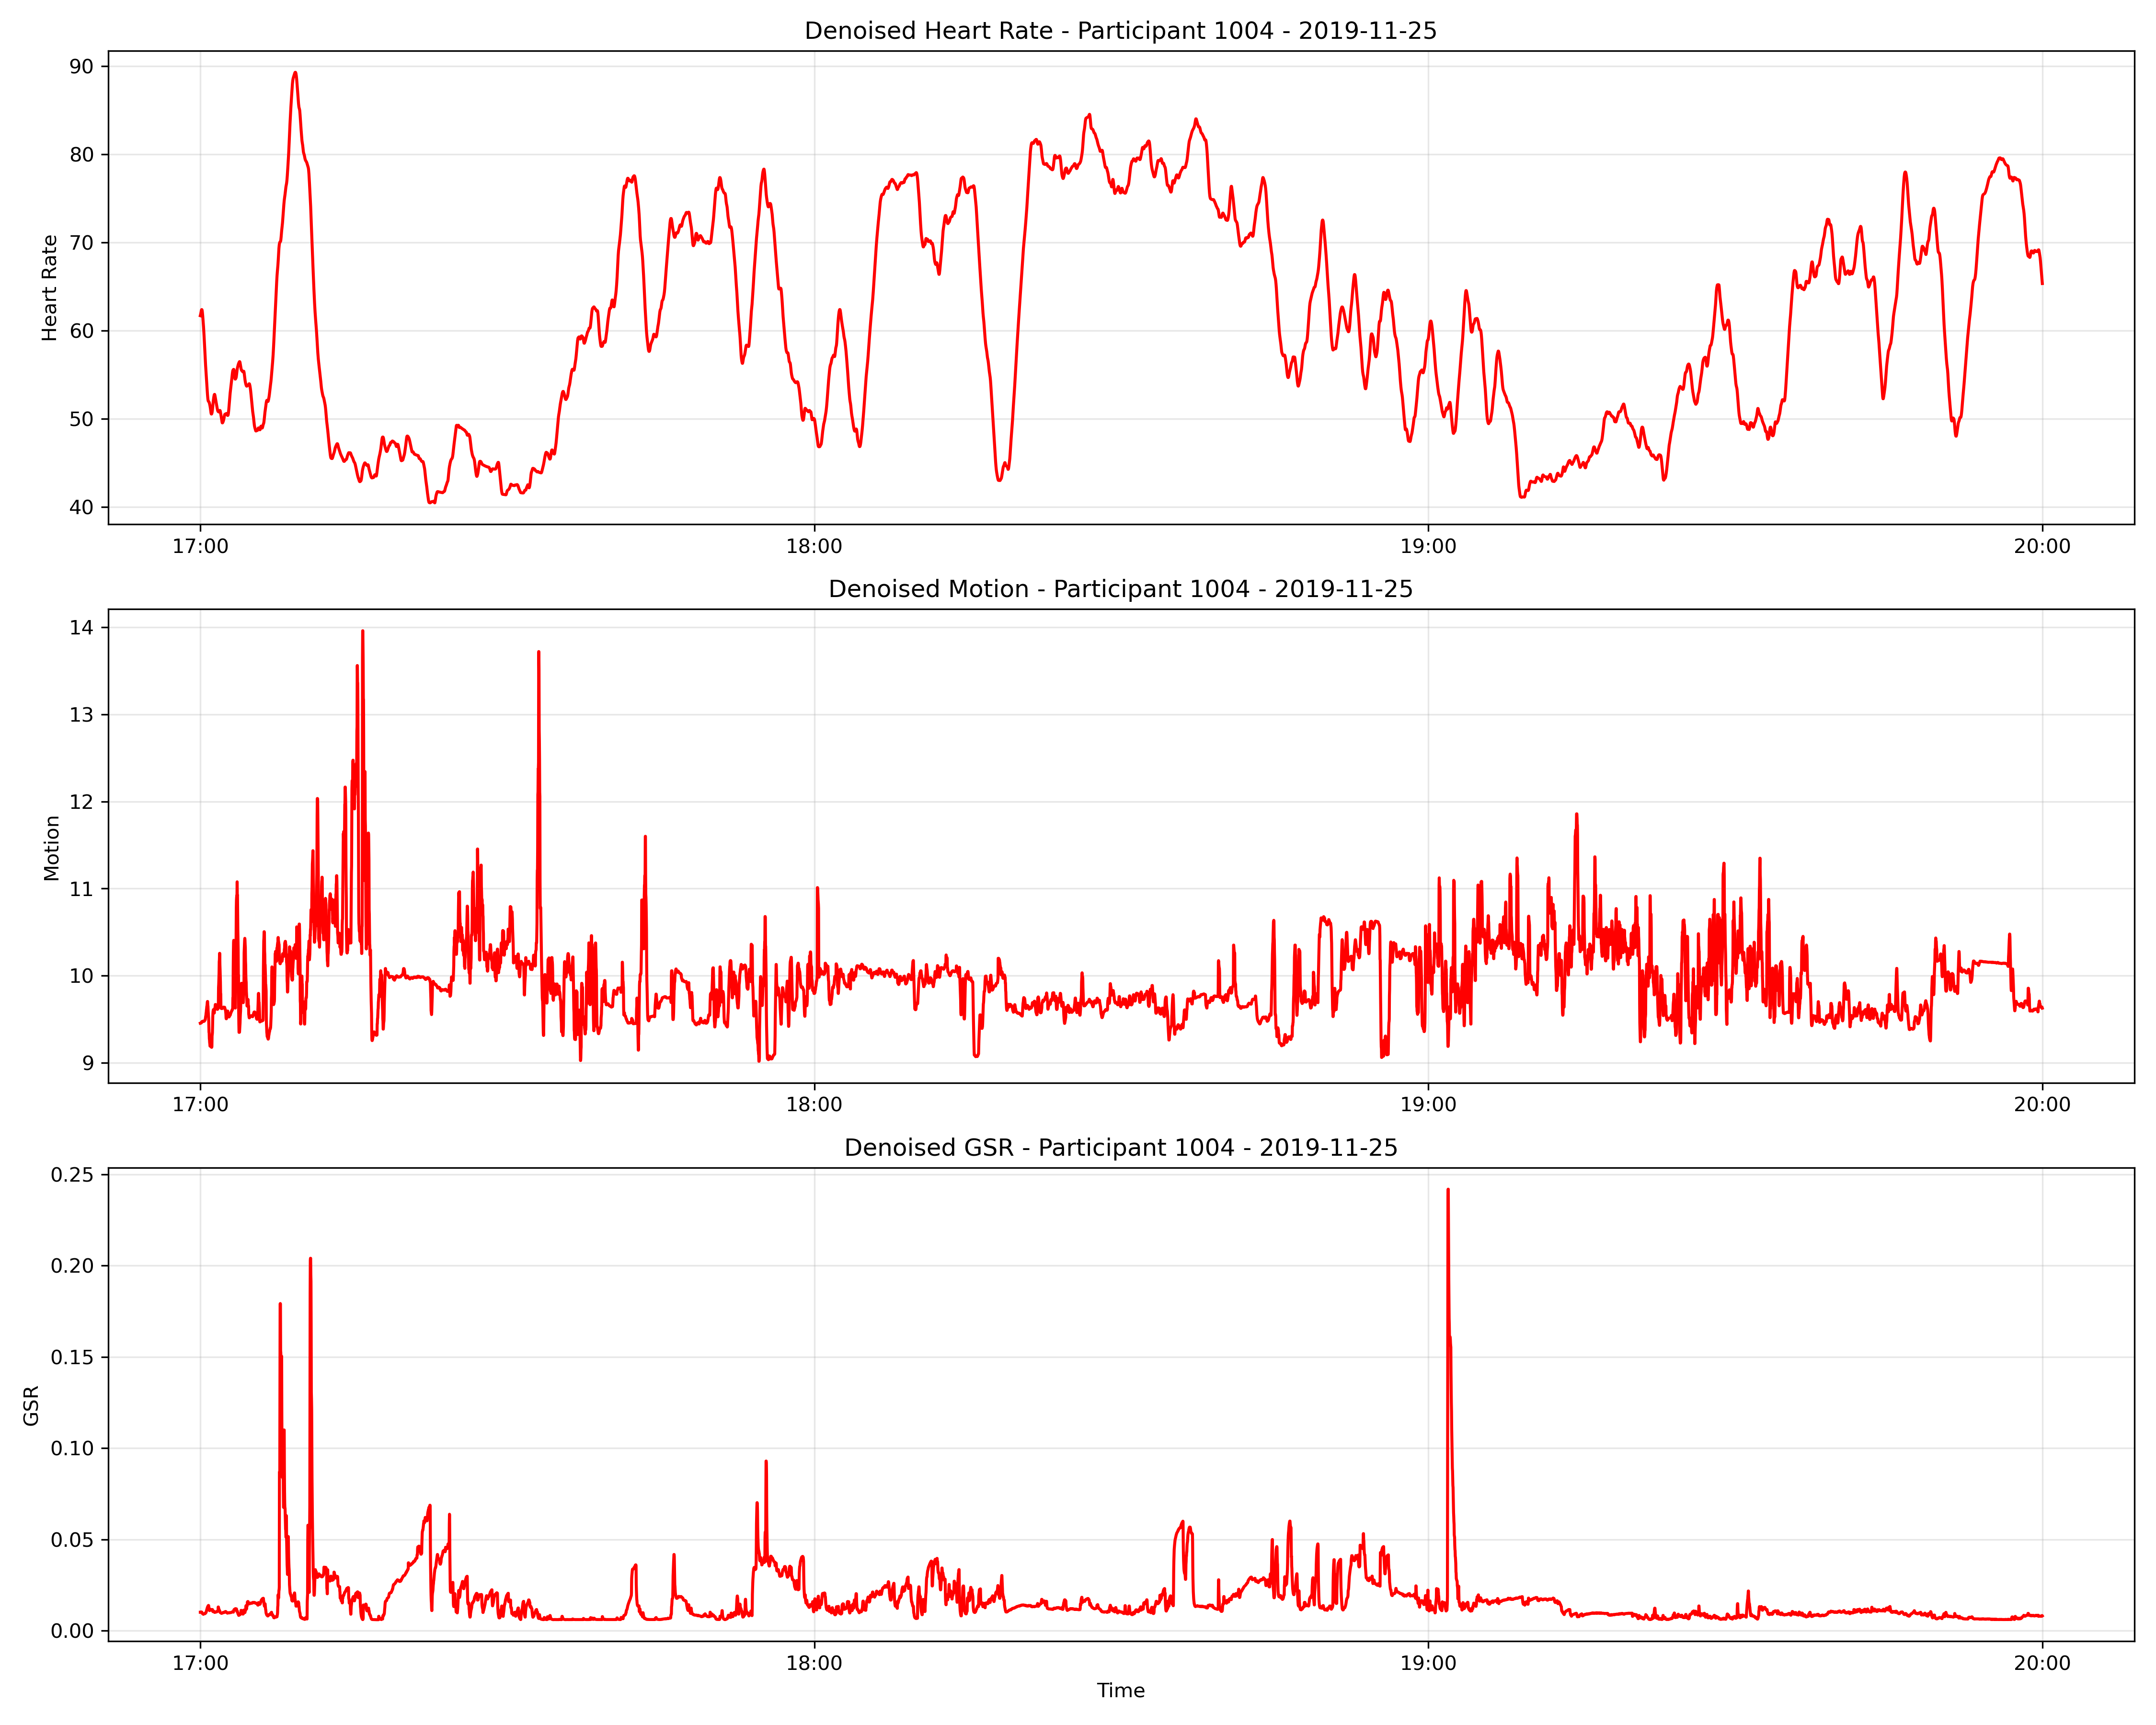 Denoised Heart Rate - Participant 1004 - 2019-11-25
90
80
70
60
50
40
Heart Rate
17:00 18:00 19:00 20:00
Denoised Motion - Participant 1004 - 2019-11-25
14
13
12
11
10
9
Motion
17:00 18:00 19:00 20:00
Denoised GSR - Participant 1004 - 2019-11-25
0.25
0.20
0.15
0.10
0.05
0.00
GSR
17:00 18:00 19:00 20:00
Time